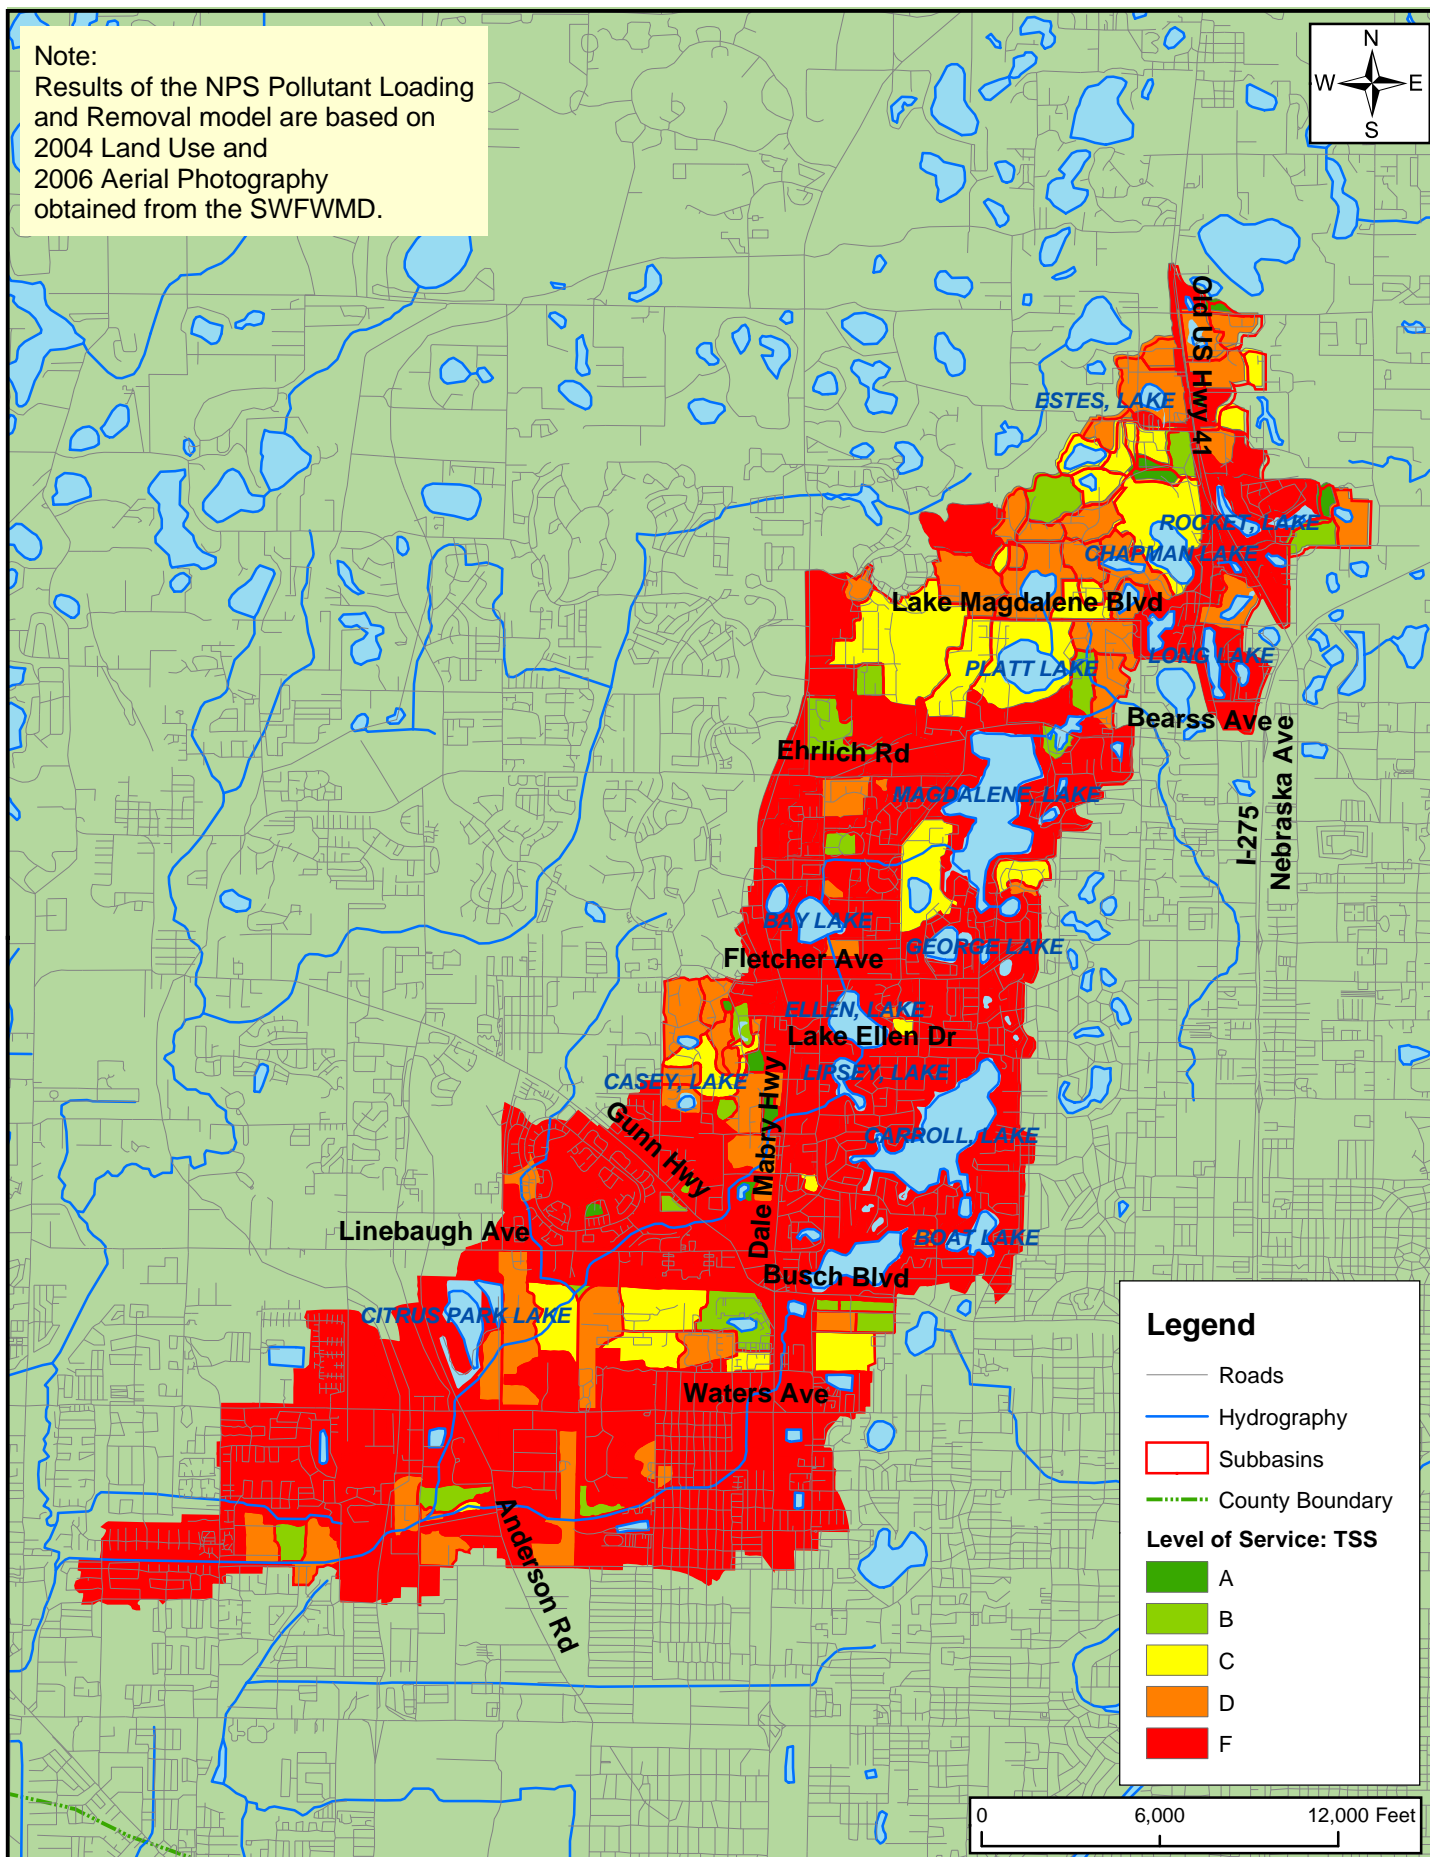 Note:
Results of the NPS Pollutant Loading
and Removal model are based on
2004 Land Use and
2006 Aerial Photography
obtained from the SWFWMD.
N
W
E
S
Old US Hwy 41
ESTES, LAKE
ROCKET, LAKE
CHAPMAN LAKE
Lake Magdalene Blvd
PLATT LAKE
LONG LAKE
Bearss Ave
Ehrlich Rd
MAGDALENE, LAKE
I-275
Nebraska Ave
BAY LAKE
GEORGE LAKE
Fletcher Ave
ELLEN, LAKE
Lake Ellen Dr
CASEY, LAKE
LIPSEY, LAKE
Gunn Hwy
Dale Mabry Hwy
CARROLL, LAKE
Linebaugh Ave
BOAT LAKE
Busch Blvd
CITRUS PARK LAKE
Waters Ave
Anderson Rd
Legend
Roads
Hydrography
Subbasins
County Boundary
Level of Service: TSS
A
B
C
D
F
0 6,000 12,000 Feet